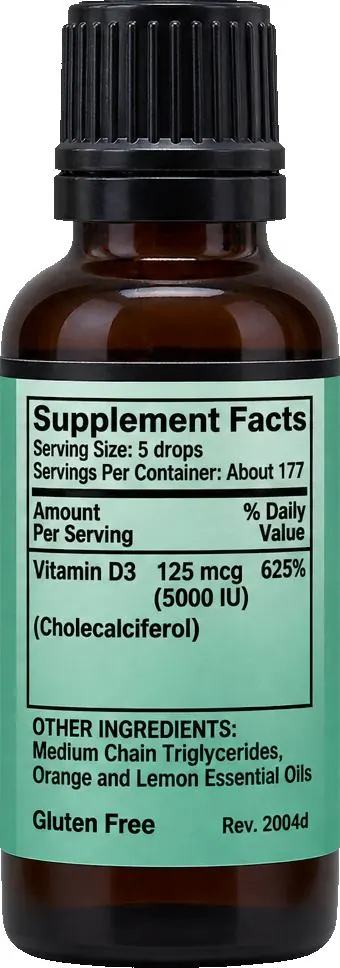 Supplement Facts
Serving Size: 5 drops
Servings Per Container: About 177
Amount Per Serving % Daily Value
Vitamin D3 125 mcg 625%
(5000 IU)
(Cholecalciferol)
OTHER INGREDIENTS:
Medium Chain Triglycerides,
Orange and Lemon Essential Oils
Gluten Free Rev. 2004d